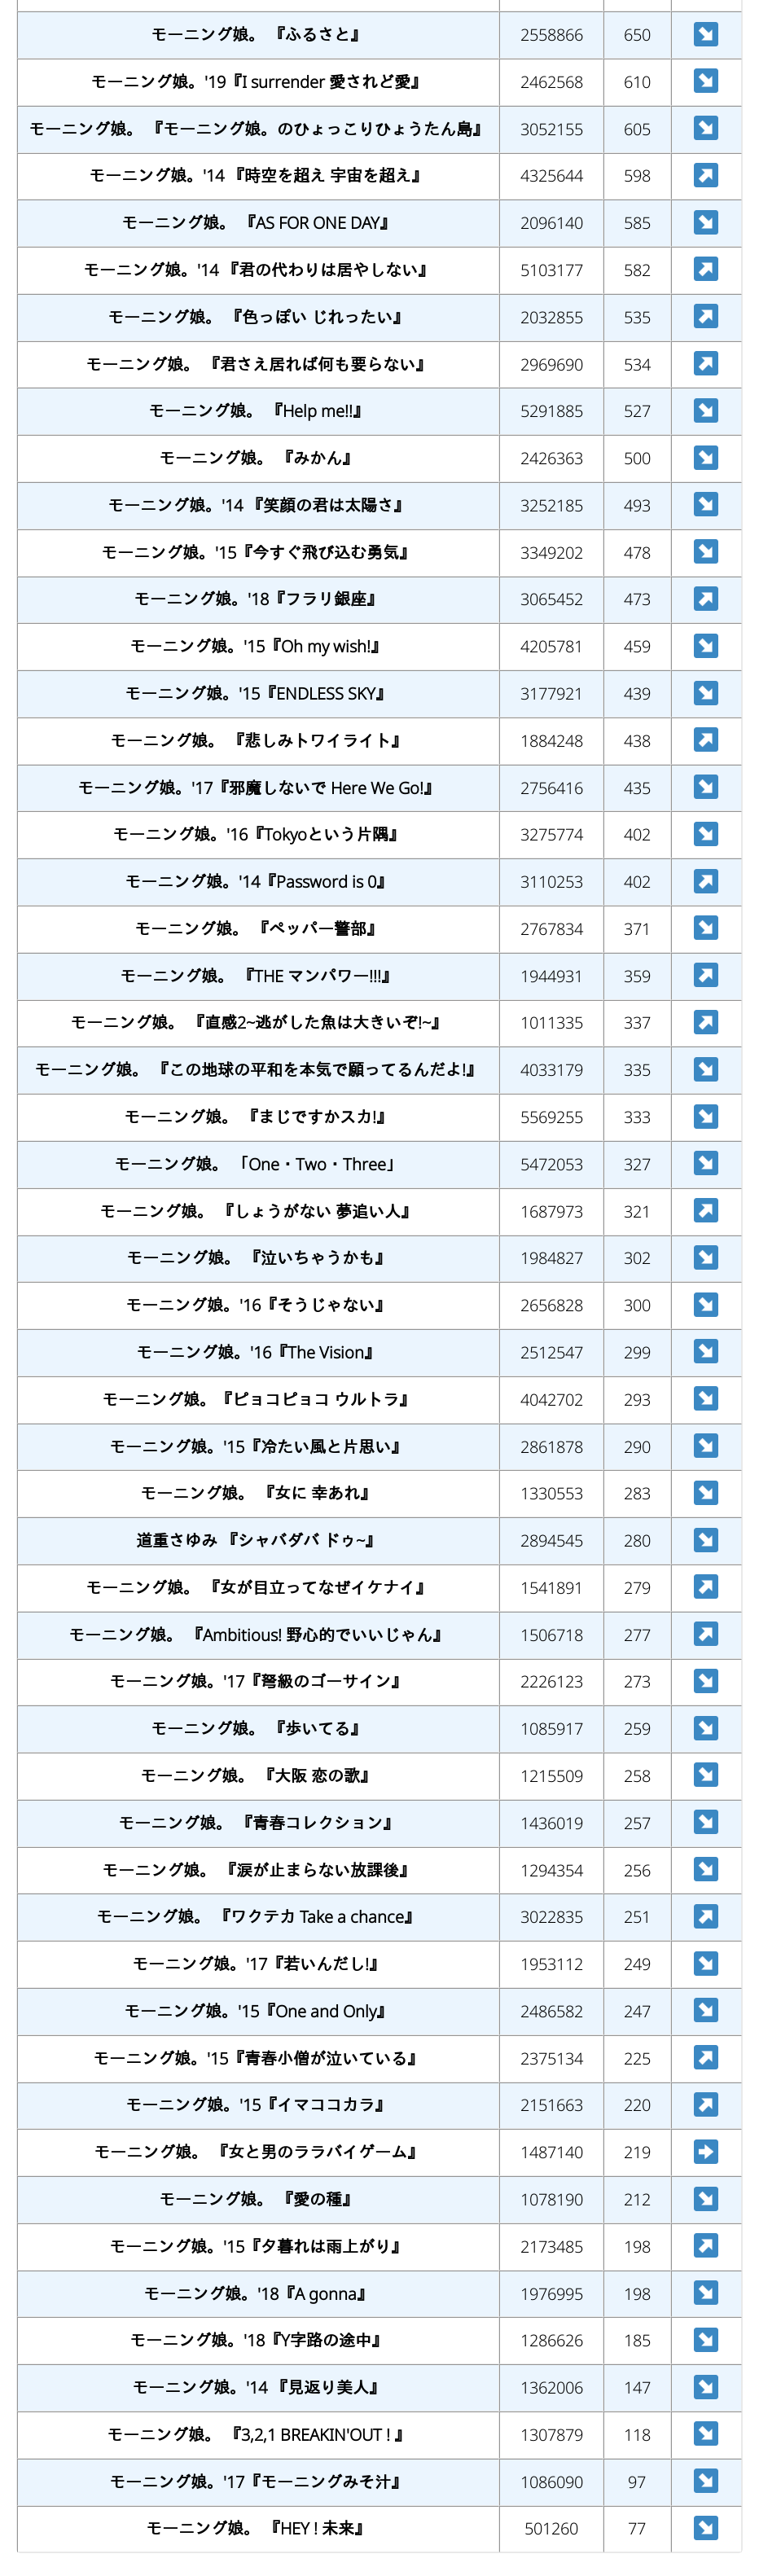 モーニング娘。 『ふるさと』 2558866 650 ↘
モーニング娘。'19『I surrender 愛されど愛』 2462568 610 ↘
モーニング娘。 『モーニング娘。のひょっこりひょうたん島』 3052155 605 ↘
モーニング娘。'14 『時空を超え 宇宙を超え』 4325644 598 ↗
モーニング娘。 『AS FOR ONE DAY』 2096140 585 ↘
モーニング娘。'14 『君の代わりは居やしない』 5103177 582 ↗
モーニング娘。 『色っぽい じれったい』 2032855 535 ↗
モーニング娘。 『君さえ居れば何も要らない』 2969690 534 ↗
モーニング娘。 『Help me!!』 5291885 527 ↘
モーニング娘。 『みかん』 2426363 500 ↘
モーニング娘。'14 『笑顔の君は太陽さ』 3252185 493 ↘
モーニング娘。'15『今すぐ飛び込む勇気』 3349202 478 ↘
モーニング娘。'18『フラリ銀座』 3065452 473 ↗
モーニング娘。'15『Oh my wish!』 4205781 459 ↘
モーニング娘。'15『ENDLESS SKY』 3177921 439 ↘
モーニング娘。 『悲しみトワイライト』 1884248 438 ↗
モーニング娘。'17『邪魔しないで Here We Go!』 2756416 435 ↘
モーニング娘。'16『Tokyoという片隅』 3275774 402 ↘
モーニング娘。'14『Password is 0』 3110253 402 ↗
モーニング娘。 『ペッパー警部』 2767834 371 ↘
モーニング娘。 『THE マンパワー!!!』 1944931 359 ↗
モーニング娘。 『直感2~逃がした魚は大きいぞ!~』 1011335 337 ↗
モーニング娘。 『この地球の平和を本気で願ってるんだよ!』 4033179 335 ↘
モーニング娘。 『まじですかスカ!』 5569255 333 ↘
モーニング娘。 「One・Two・Three」 5472053 327 ↘
モーニング娘。 『しょうがない 夢追い人』 1687973 321 ↗
モーニング娘。 『泣いちゃうかも』 1984827 302 ↘
モーニング娘。'16『そうじゃない』 2656828 300 ↘
モーニング娘。'16『The Vision』 2512547 299 ↘
モーニング娘。『ピョコピョコ ウルトラ』 4042702 293 ↘
モーニング娘。'15『冷たい風と片思い』 2861878 290 ↘
モーニング娘。 『女に 幸あれ』 1330553 283 ↘
道重さゆみ 『シャバダバ ドゥ~』 2894545 280 ↘
モーニング娘。 『女が目立ってなぜイケナイ』 1541891 279 ↗
モーニング娘。 『Ambitious! 野心的でいいじゃん』 1506718 277 ↗
モーニング娘。'17『弩級のゴーサイン』 2226123 273 ↘
モーニング娘。 『歩いてる』 1085917 259 ↘
モーニング娘。 『大阪 恋の歌』 1215509 258 ↘
モーニング娘。 『青春コレクション』 1436019 257 ↘
モーニング娘。 『涙が止まらない放課後』 1294354 256 ↘
モーニング娘。 『ワクテカ Take a chance』 3022835 251 ↗
モーニング娘。'17『若いんだし!』 1953112 249 ↘
モーニング娘。'15『One and Only』 2486582 247 ↘
モーニング娘。'15『青春小僧が泣いている』 2375134 225 ↗
モーニング娘。'15『イマココカラ』 2151663 220 ↗
モーニング娘。 『女と男のララバイゲーム』 1487140 219 ➡
モーニング娘。 『愛の種』 1078190 212 ↘
モーニング娘。'15『夕暮れは雨上がり』 2173485 198 ↗
モーニング娘。'18『A gonna』 1976995 198 ↘
モーニング娘。'18『Y字路の途中』 1286626 185 ↘
モーニング娘。'14 『見返り美人』 1362006 147 ↘
モーニング娘。 『3,2,1 BREAKIN'OUT ! 』 1307879 118 ↘
モーニング娘。'17『モーニングみそ汁』 1086090 97 ↘
モーニング娘。 『HEY ! 未来』 501260 77 ↘